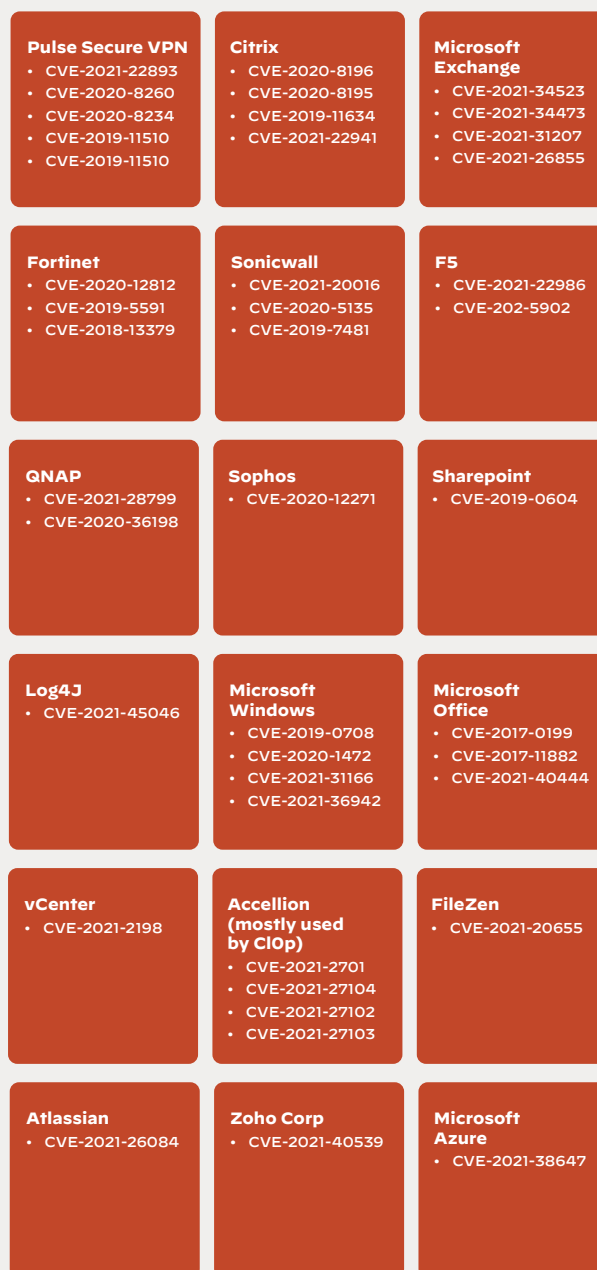 Pulse Secure VPN
• CVE-2021-22893
• CVE-2020-8260
• CVE-2020-8234
• CVE-2019-11510
• CVE-2019-11510
Citrix
• CVE-2020-8196
• CVE-2020-8195
• CVE-2019-11634
• CVE-2021-22941
Microsoft
Exchange
• CVE-2021-34523
• CVE-2021-34473
• CVE-2021-31207
• CVE-2021-26855
Fortinet
• CVE-2020-12812
• CVE-2019-5591
• CVE-2018-13379
Sonicwall
• CVE-2021-20016
• CVE-2020-5135
• CVE-2019-7481
F5
• CVE-2021-22986
• CVE-202-5902
QNAP
• CVE-2021-28799
• CVE-2020-36198
Sophos
• CVE-2020-12271
Sharepoint
• CVE-2019-0604
Log4J
• CVE-2021-45046
Microsoft
Windows
• CVE-2019-0708
• CVE-2020-1472
• CVE-2021-31166
• CVE-2021-36942
Microsoft
Office
• CVE-2017-0199
• CVE-2017-11882
• CVE-2021-40444
vCenter
• CVE-2021-2198
Accellion
(mostly used
by Cl0p)
• CVE-2021-2701
• CVE-2021-27104
• CVE-2021-27102
• CVE-2021-27103
FileZen
• CVE-2021-20655
Atlassian
• CVE-2021-26084
Zoho Corp
• CVE-2021-40539
Microsoft
Azure
• CVE-2021-38647